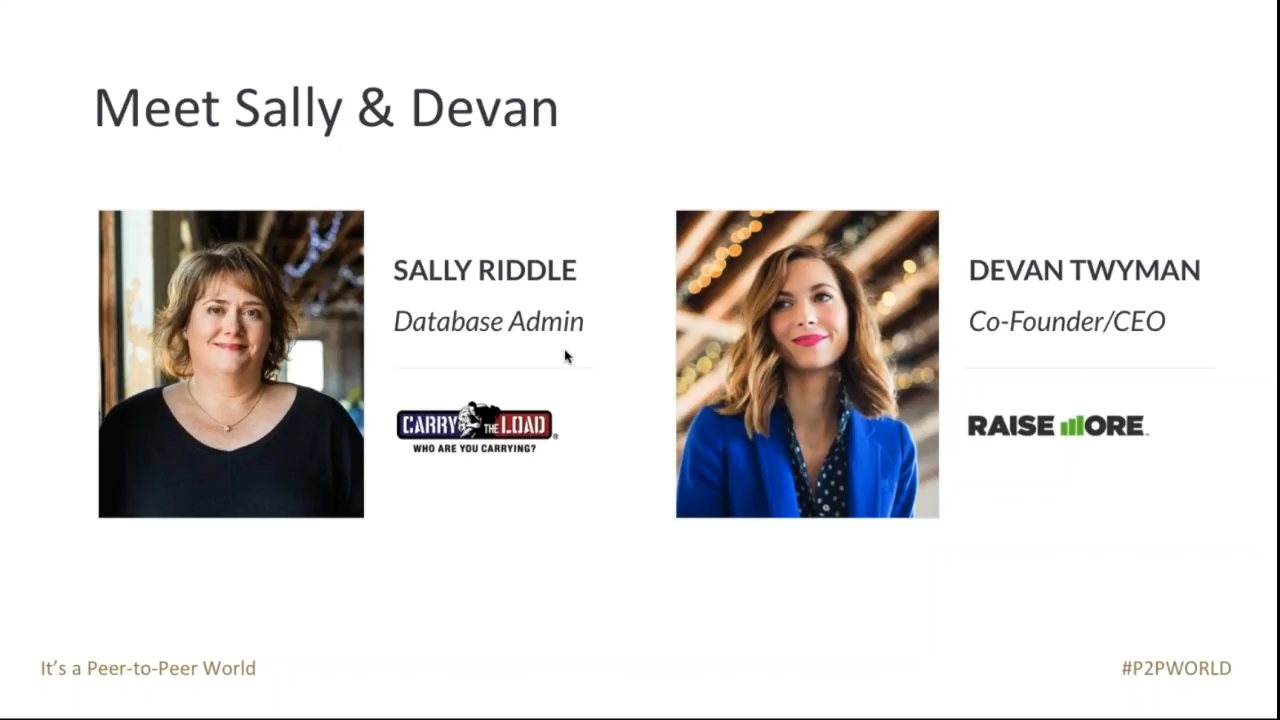 Meet Sally & Devan
SALLY RIDDLE
Database Admin
CARRY THE LOAD®
WHO ARE YOU CARRYING?
DEVAN TWYMAN
Co-Founder/CEO
RAISE MORE
It's a Peer-to-Peer World
#P2PWORLD